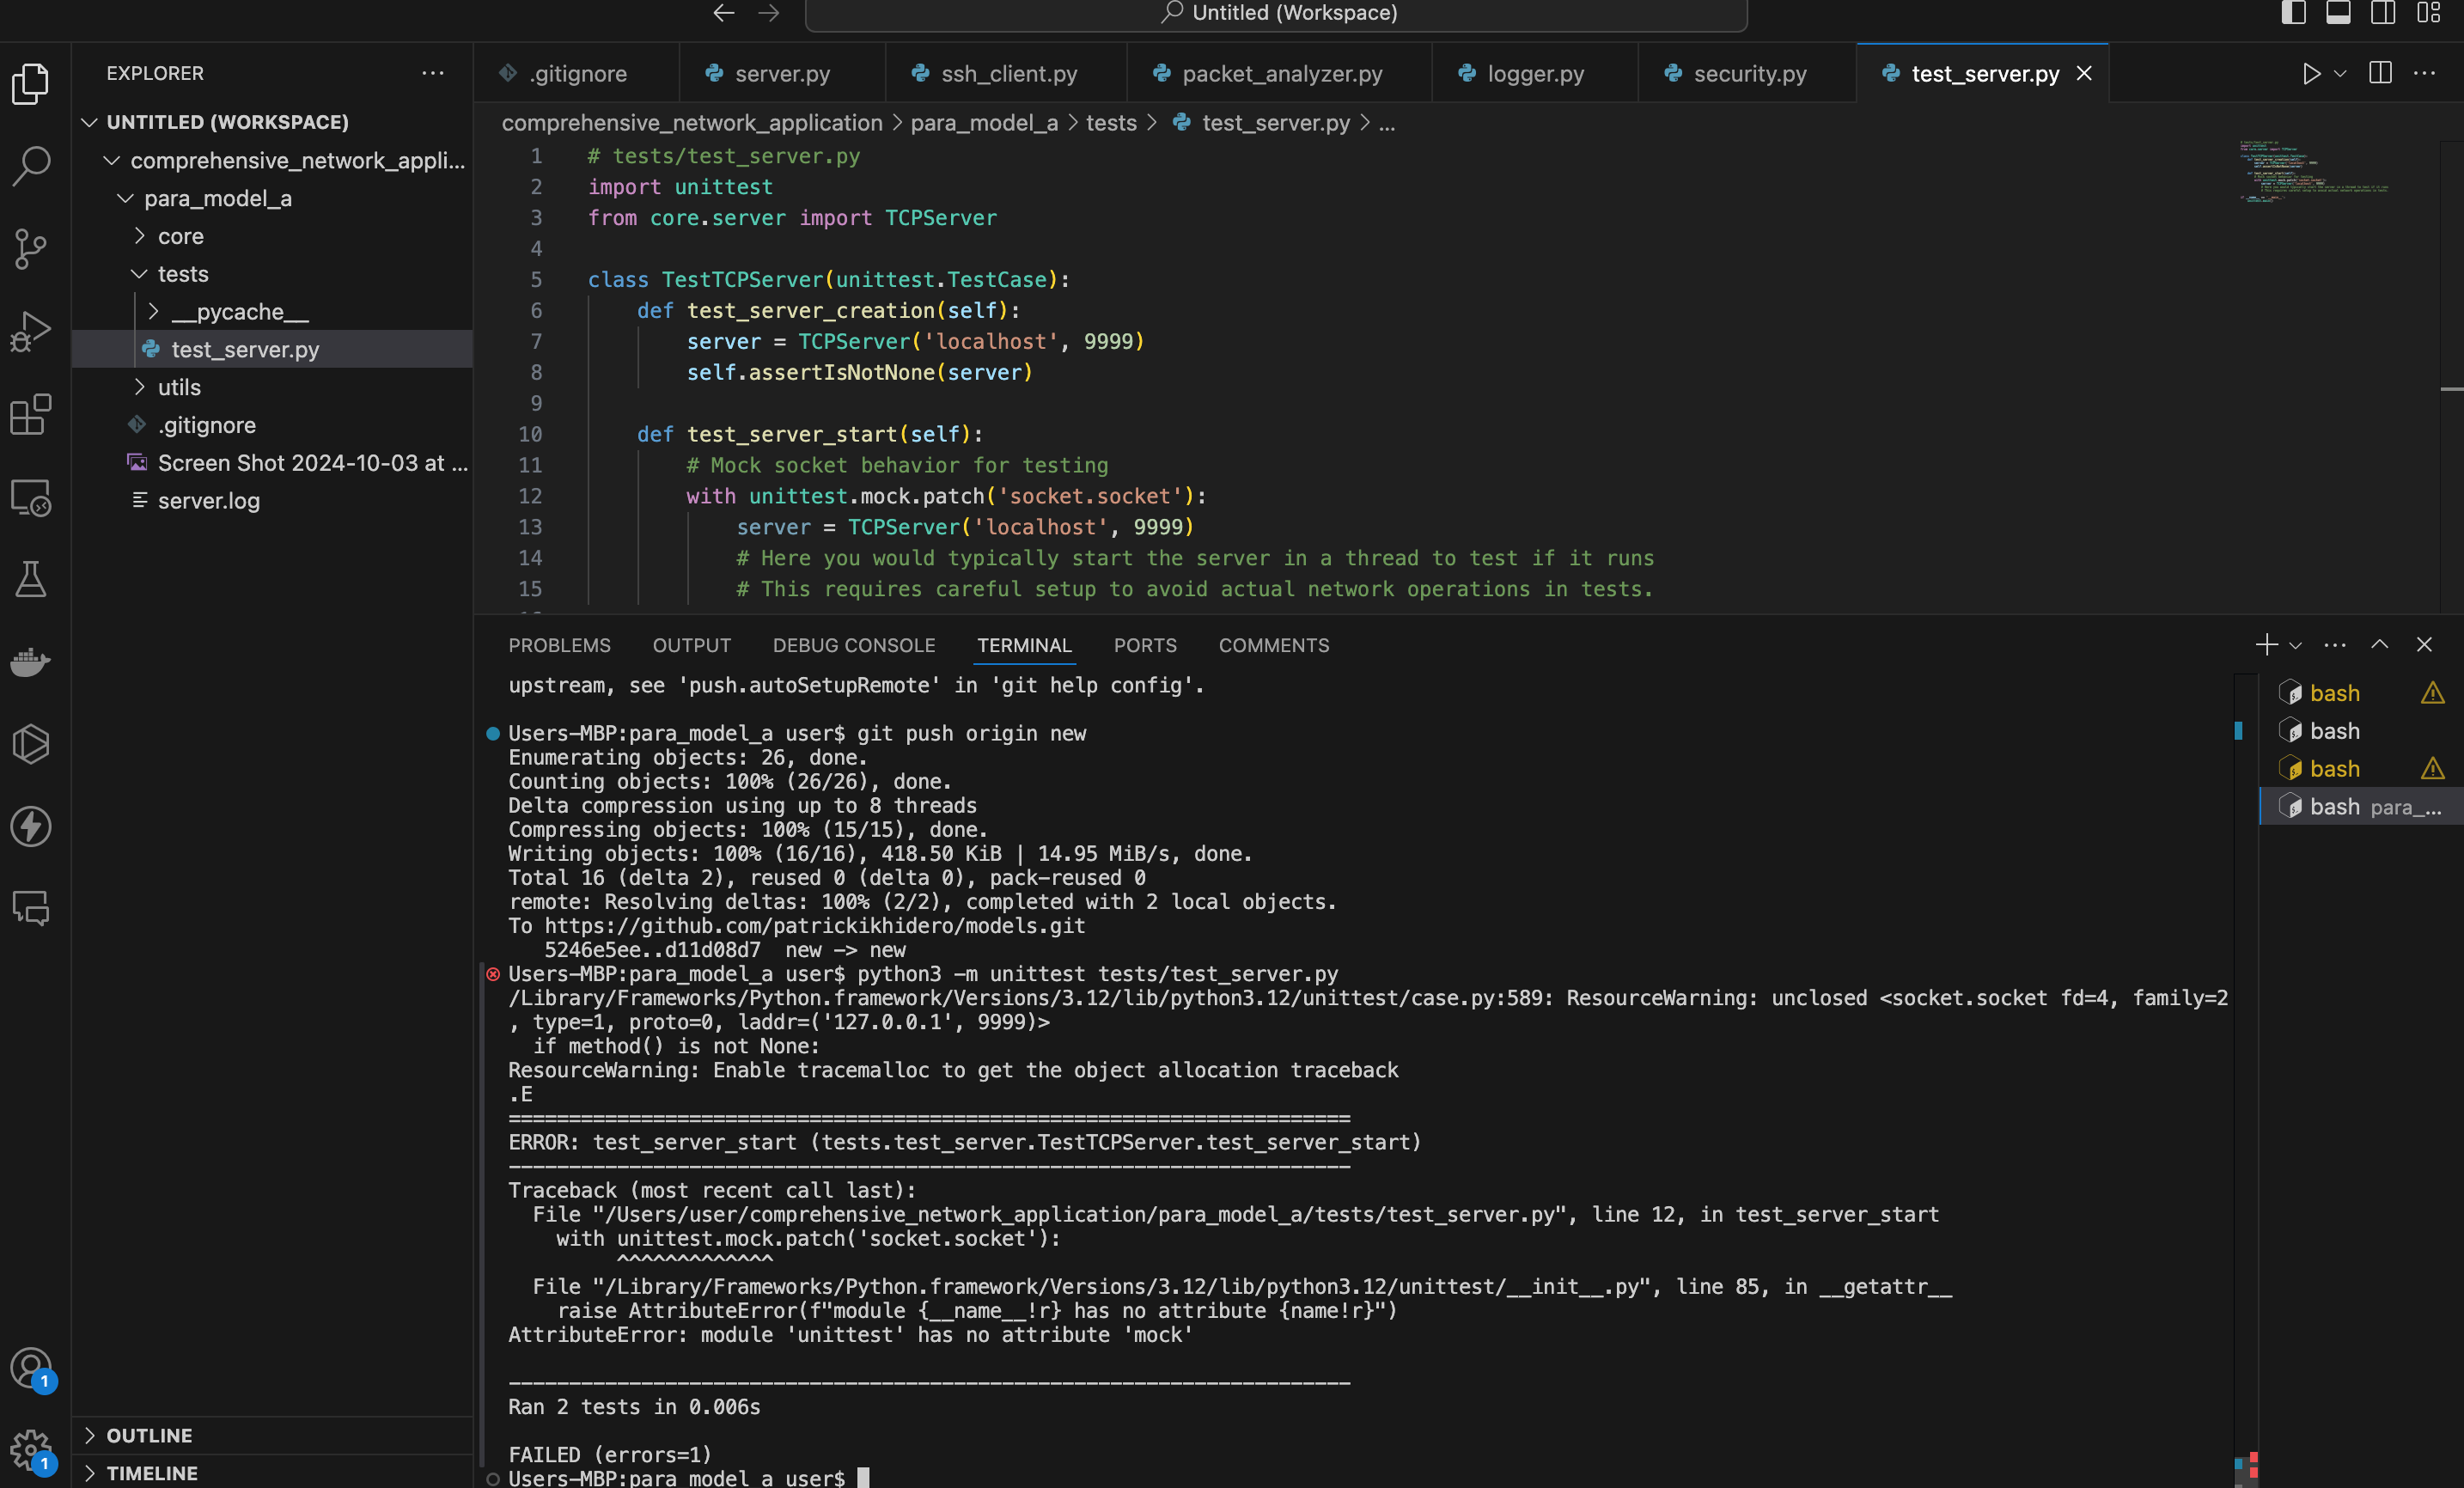 Untitled (Workspace)
EXPLORER
UNTITLED (WORKSPACE)
comprehensive_network_appli...
para_model_a
core
tests
__pycache__
test_server.py
utils
.gitignore
Screen Shot 2024-10-03 at ...
server.log
OUTLINE
TIMELINE
1
1
.gitignore
server.py
ssh_client.py
packet_analyzer.py
logger.py
security.py
test_server.py
comprehensive_network_application > para_model_a > tests > test_server.py > ...
1 # tests/test_server.py
2 import unittest
3 from core.server import TCPServer
4
5 class TestTCPServer(unittest.TestCase):
6 def test_server_creation(self):
7 server = TCPServer('localhost', 9999)
8 self.assertIsNotNone(server)
9
10 def test_server_start(self):
11 # Mock socket behavior for testing
12 with unittest.mock.patch('socket.socket'):
13 server = TCPServer('localhost', 9999)
14 # Here you would typically start the server in a thread to test if it runs
15 # This requires careful setup to avoid actual network operations in tests.
PROBLEMS OUTPUT DEBUG CONSOLE TERMINAL PORTS COMMENTS
upstream, see 'push.autoSetupRemote' in 'git help config'.
Users-MBP:para_model_a user$ git push origin new
Enumerating objects: 26, done.
Counting objects: 100% (26/26), done.
Delta compression using up to 8 threads
Compressing objects: 100% (15/15), done.
Writing objects: 100% (16/16), 418.50 KiB | 14.95 MiB/s, done.
Total 16 (delta 2), reused 0 (delta 0), pack-reused 0
remote: Resolving deltas: 100% (2/2), completed with 2 local objects.
To https://github.com/patrickikhidero/models.git
5246e5ee..d11d08d7 new -> new
Users-MBP:para_model_a user$ python3 -m unittest tests/test_server.py
/Library/Frameworks/Python.framework/Versions/3.12/lib/python3.12/unittest/case.py:589: ResourceWarning: unclosed <socket.socket fd=4, family=2
, type=1, proto=0, laddr=('127.0.0.1', 9999)>
if method() is not None:
ResourceWarning: Enable tracemalloc to get the object allocation traceback
.E
======================================================================
ERROR: test_server_start (tests.test_server.TestTCPServer.test_server_start)
----------------------------------------------------------------------
Traceback (most recent call last):
File "/Users/user/comprehensive_network_application/para_model_a/tests/test_server.py", line 12, in test_server_start
with unittest.mock.patch('socket.socket'):
^^^^^^^^^^^^^
File "/Library/Frameworks/Python.framework/Versions/3.12/lib/python3.12/unittest/__init__.py", line 85, in __getattr__
raise AttributeError(f"module {__name__!r} has no attribute {name!r}")
AttributeError: module 'unittest' has no attribute 'mock'
----------------------------------------------------------------------
Ran 2 tests in 0.006s
FAILED (errors=1)
Users-MBP:para_model_a user$
bash
bash
bash
bash para_...